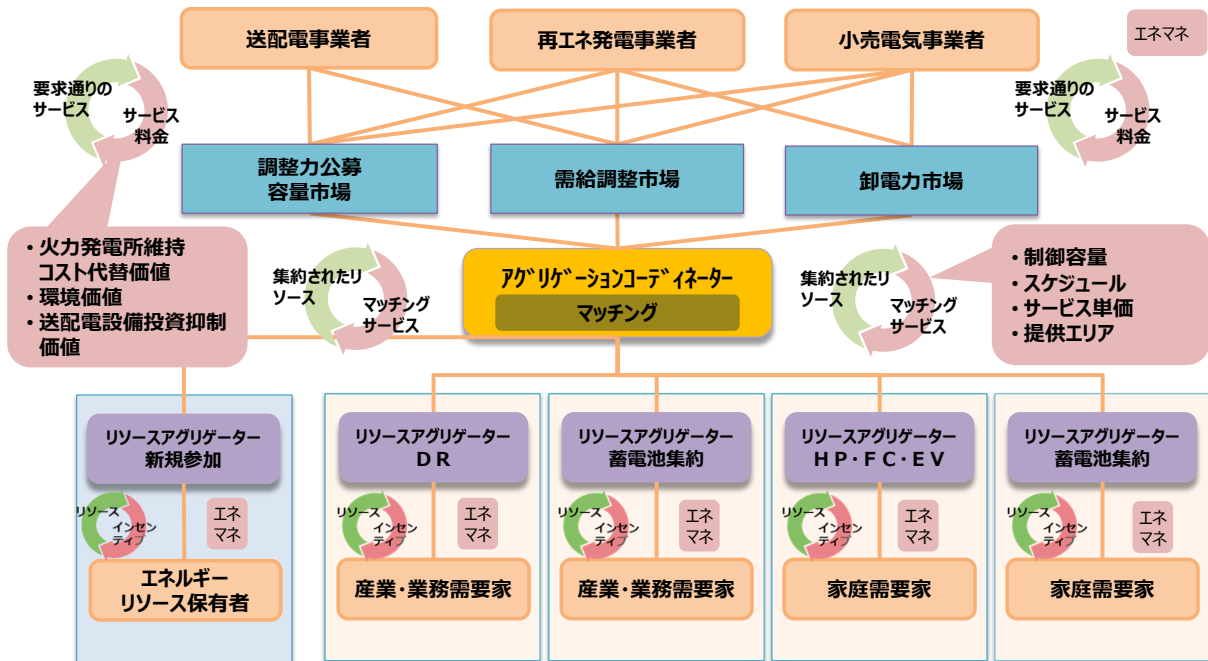 送配電事業者
再エネ発電事業者
小売電気事業者
エネマネ
要求通りの
サービス
サービス
料金
要求通りの
サービス
サービス
料金
調整力公募
容量市場
需給調整市場
卸電力市場
・火力発電所維持
コスト代替価値
・環境価値
・送配電設備投資抑制
価値
集約されたリ
ソース
マッチング
サービス
アグリゲーションコーディネーター
マッチング
集約されたリ
ソース
マッチング
サービス
・制御容量
・スケジュール
・サービス単価
・提供エリア
リソースアグリゲーター
新規参加
リソースアグリゲーター
ＤＲ
リソースアグリゲーター
蓄電池集約
リソースアグリゲーター
ＨＰ・ＦＣ・ＥＶ
リソースアグリゲーター
蓄電池集約
リソース
インセン
ティブ
エネ
マネ
リソース
インセン
ティブ
エネ
マネ
リソース
インセン
ティブ
エネ
マネ
リソース
インセン
ティブ
エネ
マネ
リソース
インセン
ティブ
エネ
マネ
エネルギー
リソース保有者
産業・業務需要家
産業・業務需要家
家庭需要家
家庭需要家